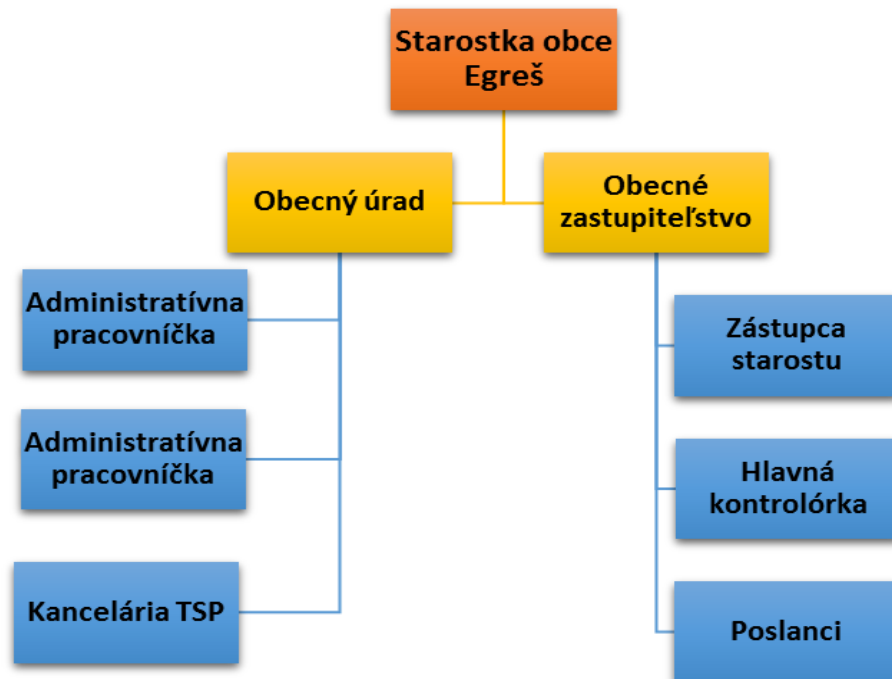 Starostka obce
Egreš
Obecný úrad
Obecné
zastupiteľstvo
Administratívna
pracovníčka
Administratívna
pracovníčka
Kancelária TSP
Zástupca
starostu
Hlavná
kontrolórka
Poslanci